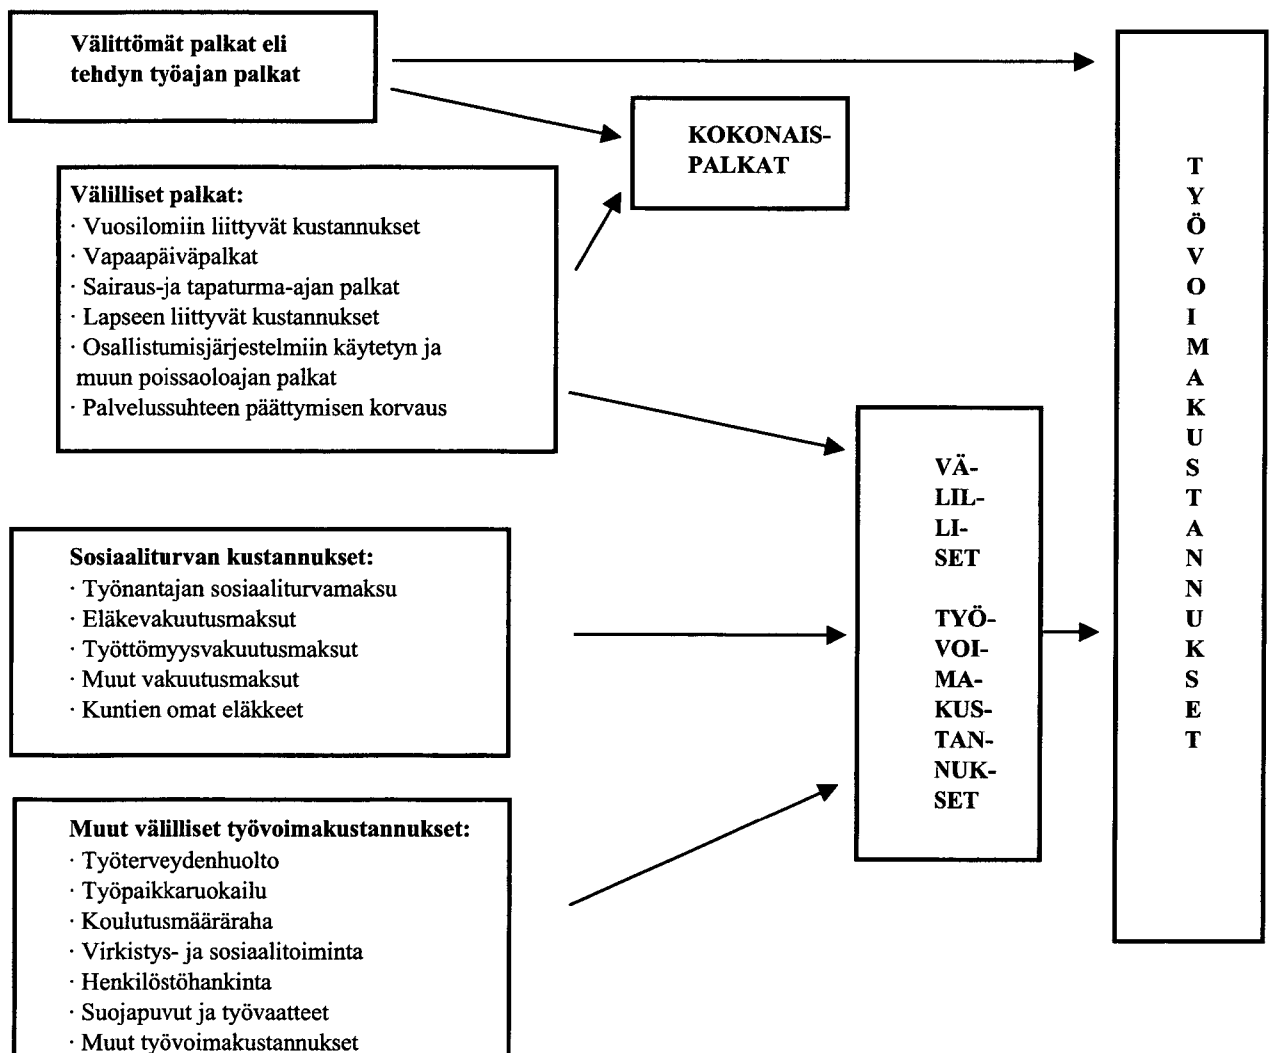 Välittömät palkat eli
tehdyn työajan palkat
KOKONAIS-
PALKAT
Välilliset palkat:
· Vuosilomiin liittyvät kustannukset
· Vapaapäiväpalkat
· Sairaus-ja tapaturma-ajan palkat
· Lapseen liittyvät kustannukset
· Osallistumisjärjestelmiin käytetyn ja
muun poissaoloajan palkat
· Palvelussuhteen päättymisen korvaus
Sosiaaliturvan kustannukset:
· Työnantajan sosiaaliturvamaksu
· Eläkevakuutusmaksut
· Työttömyysvakuutusmaksut
· Muut vakuutusmaksut
· Kuntien omat eläkkeet
Muut välilliset työvoimakustannukset:
· Työterveydenhuolto
· Työpaikkaruokailu
· Koulutusmääräraha
· Virkistys- ja sosiaalitoiminta
· Henkilöstöhankinta
· Suojapuvut ja työvaatteet
· Muut työvoimakustannukset
VÄ-
LIL-
LI-
SET
TYÖ-
VOI-
MA-
KUS-
TAN-
NUK-
SET
T
Y
Ö
V
O
I
M
A
K
U
S
T
A
N
N
U
K
S
E
T